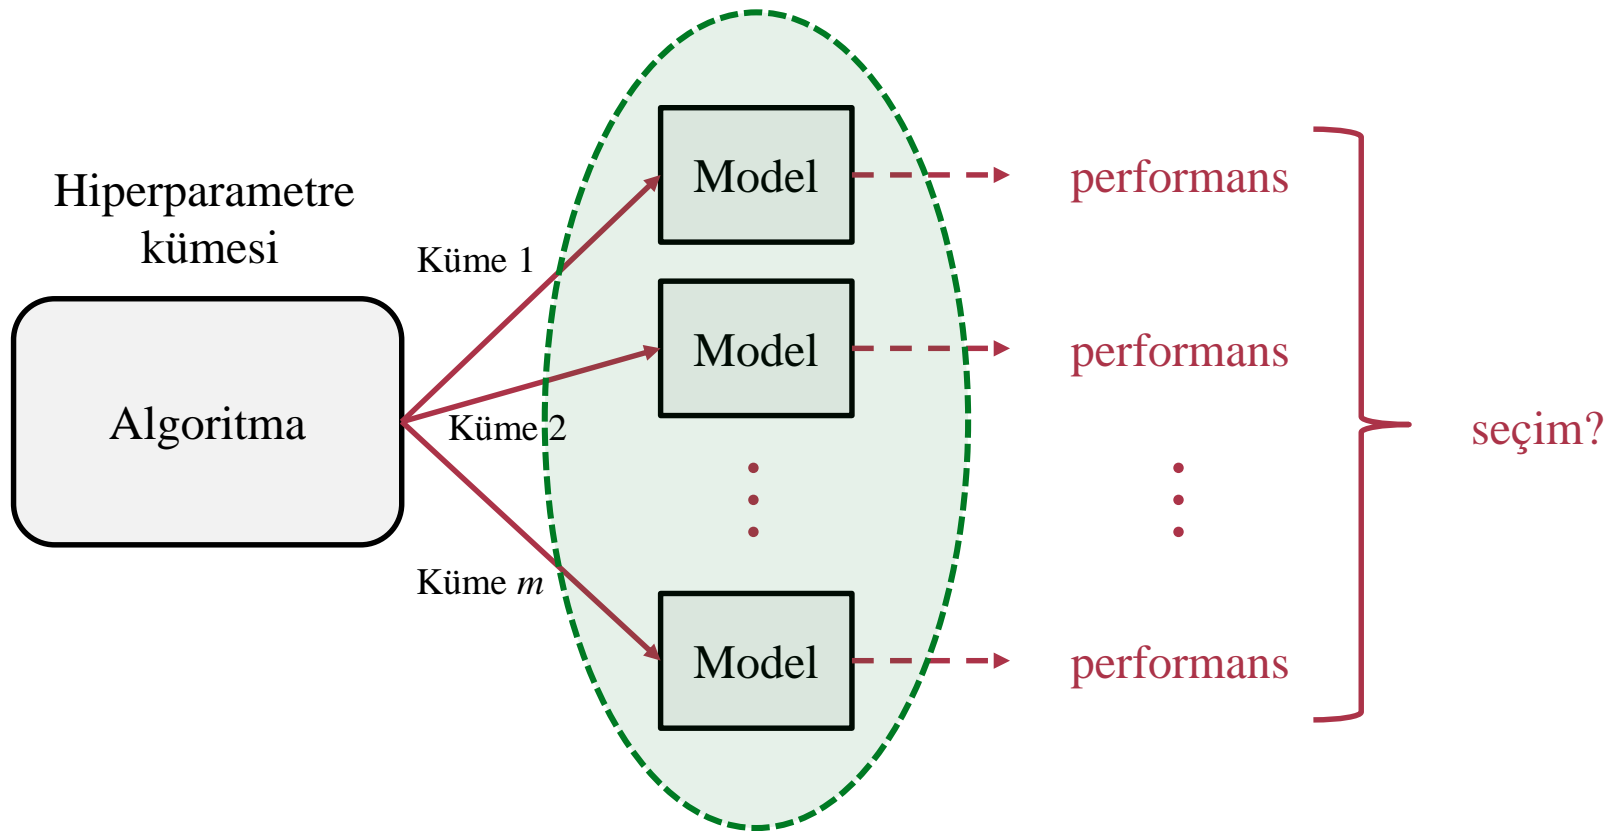 Hiperparametre
kümesi
Algoritma
Küme 1
Küme 2
Küme m
Model
performans
Model
performans
Model
performans
seçim?